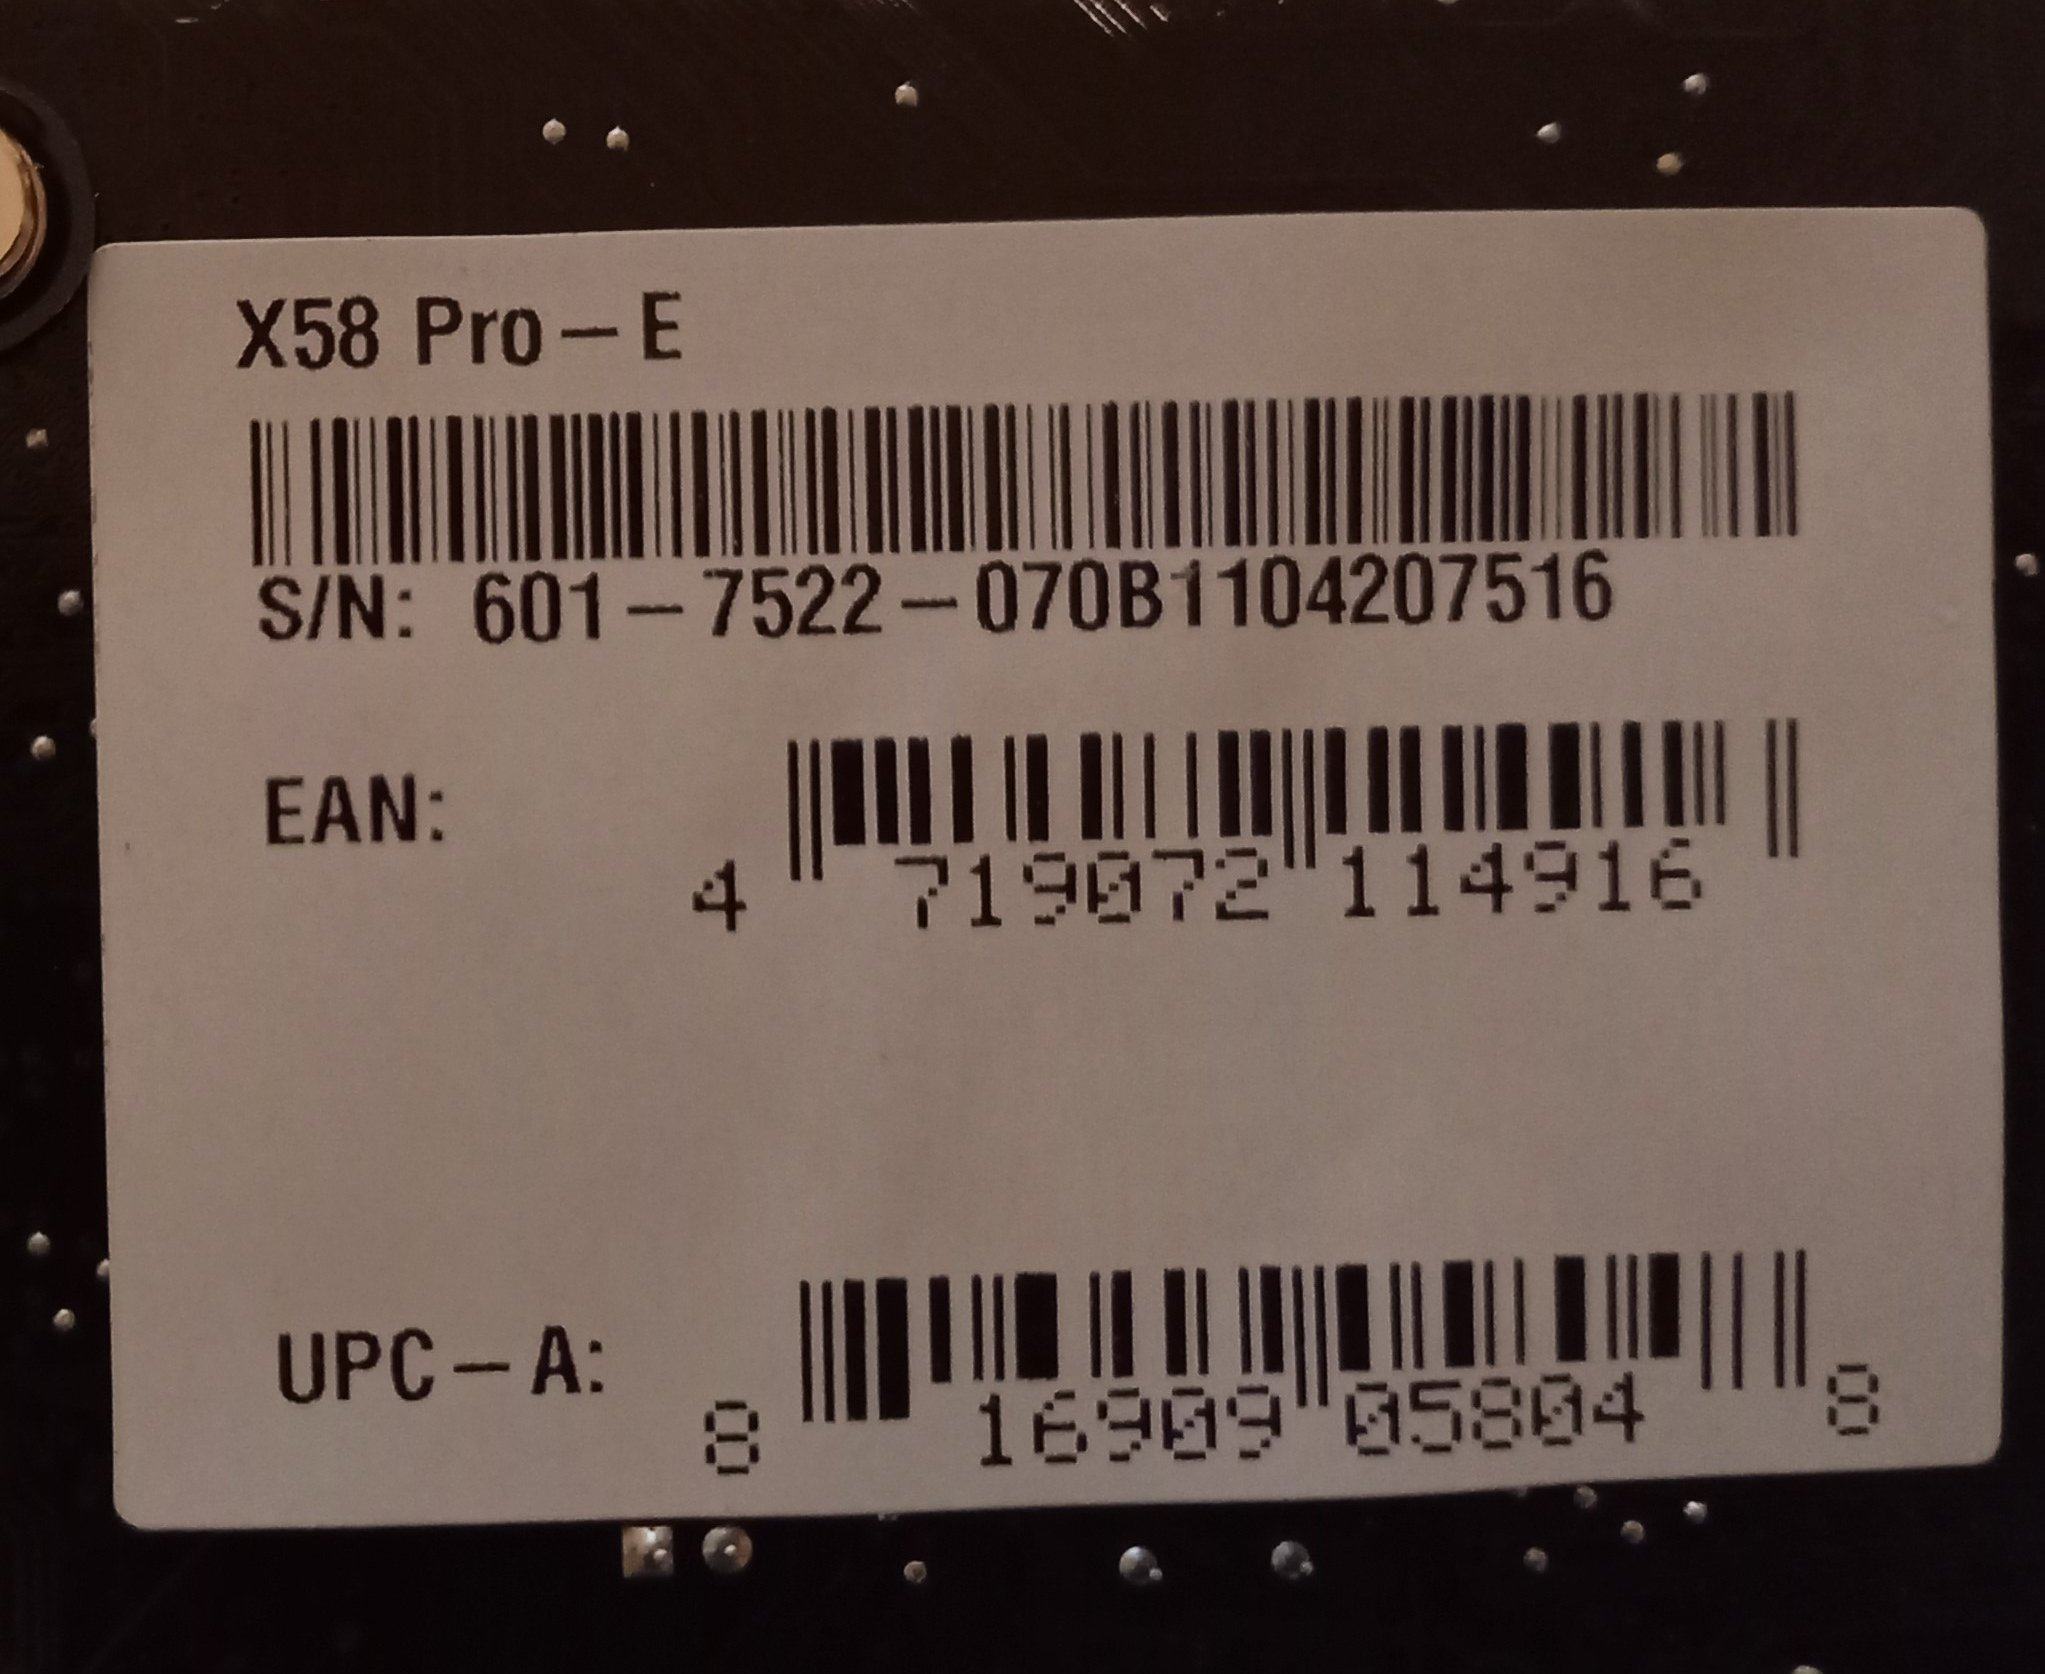 X58 Pro-E
S/N: 601-7522-070B1104207516
EAN:
4 719072 114916
UPC-A:
8 16909 05804 8